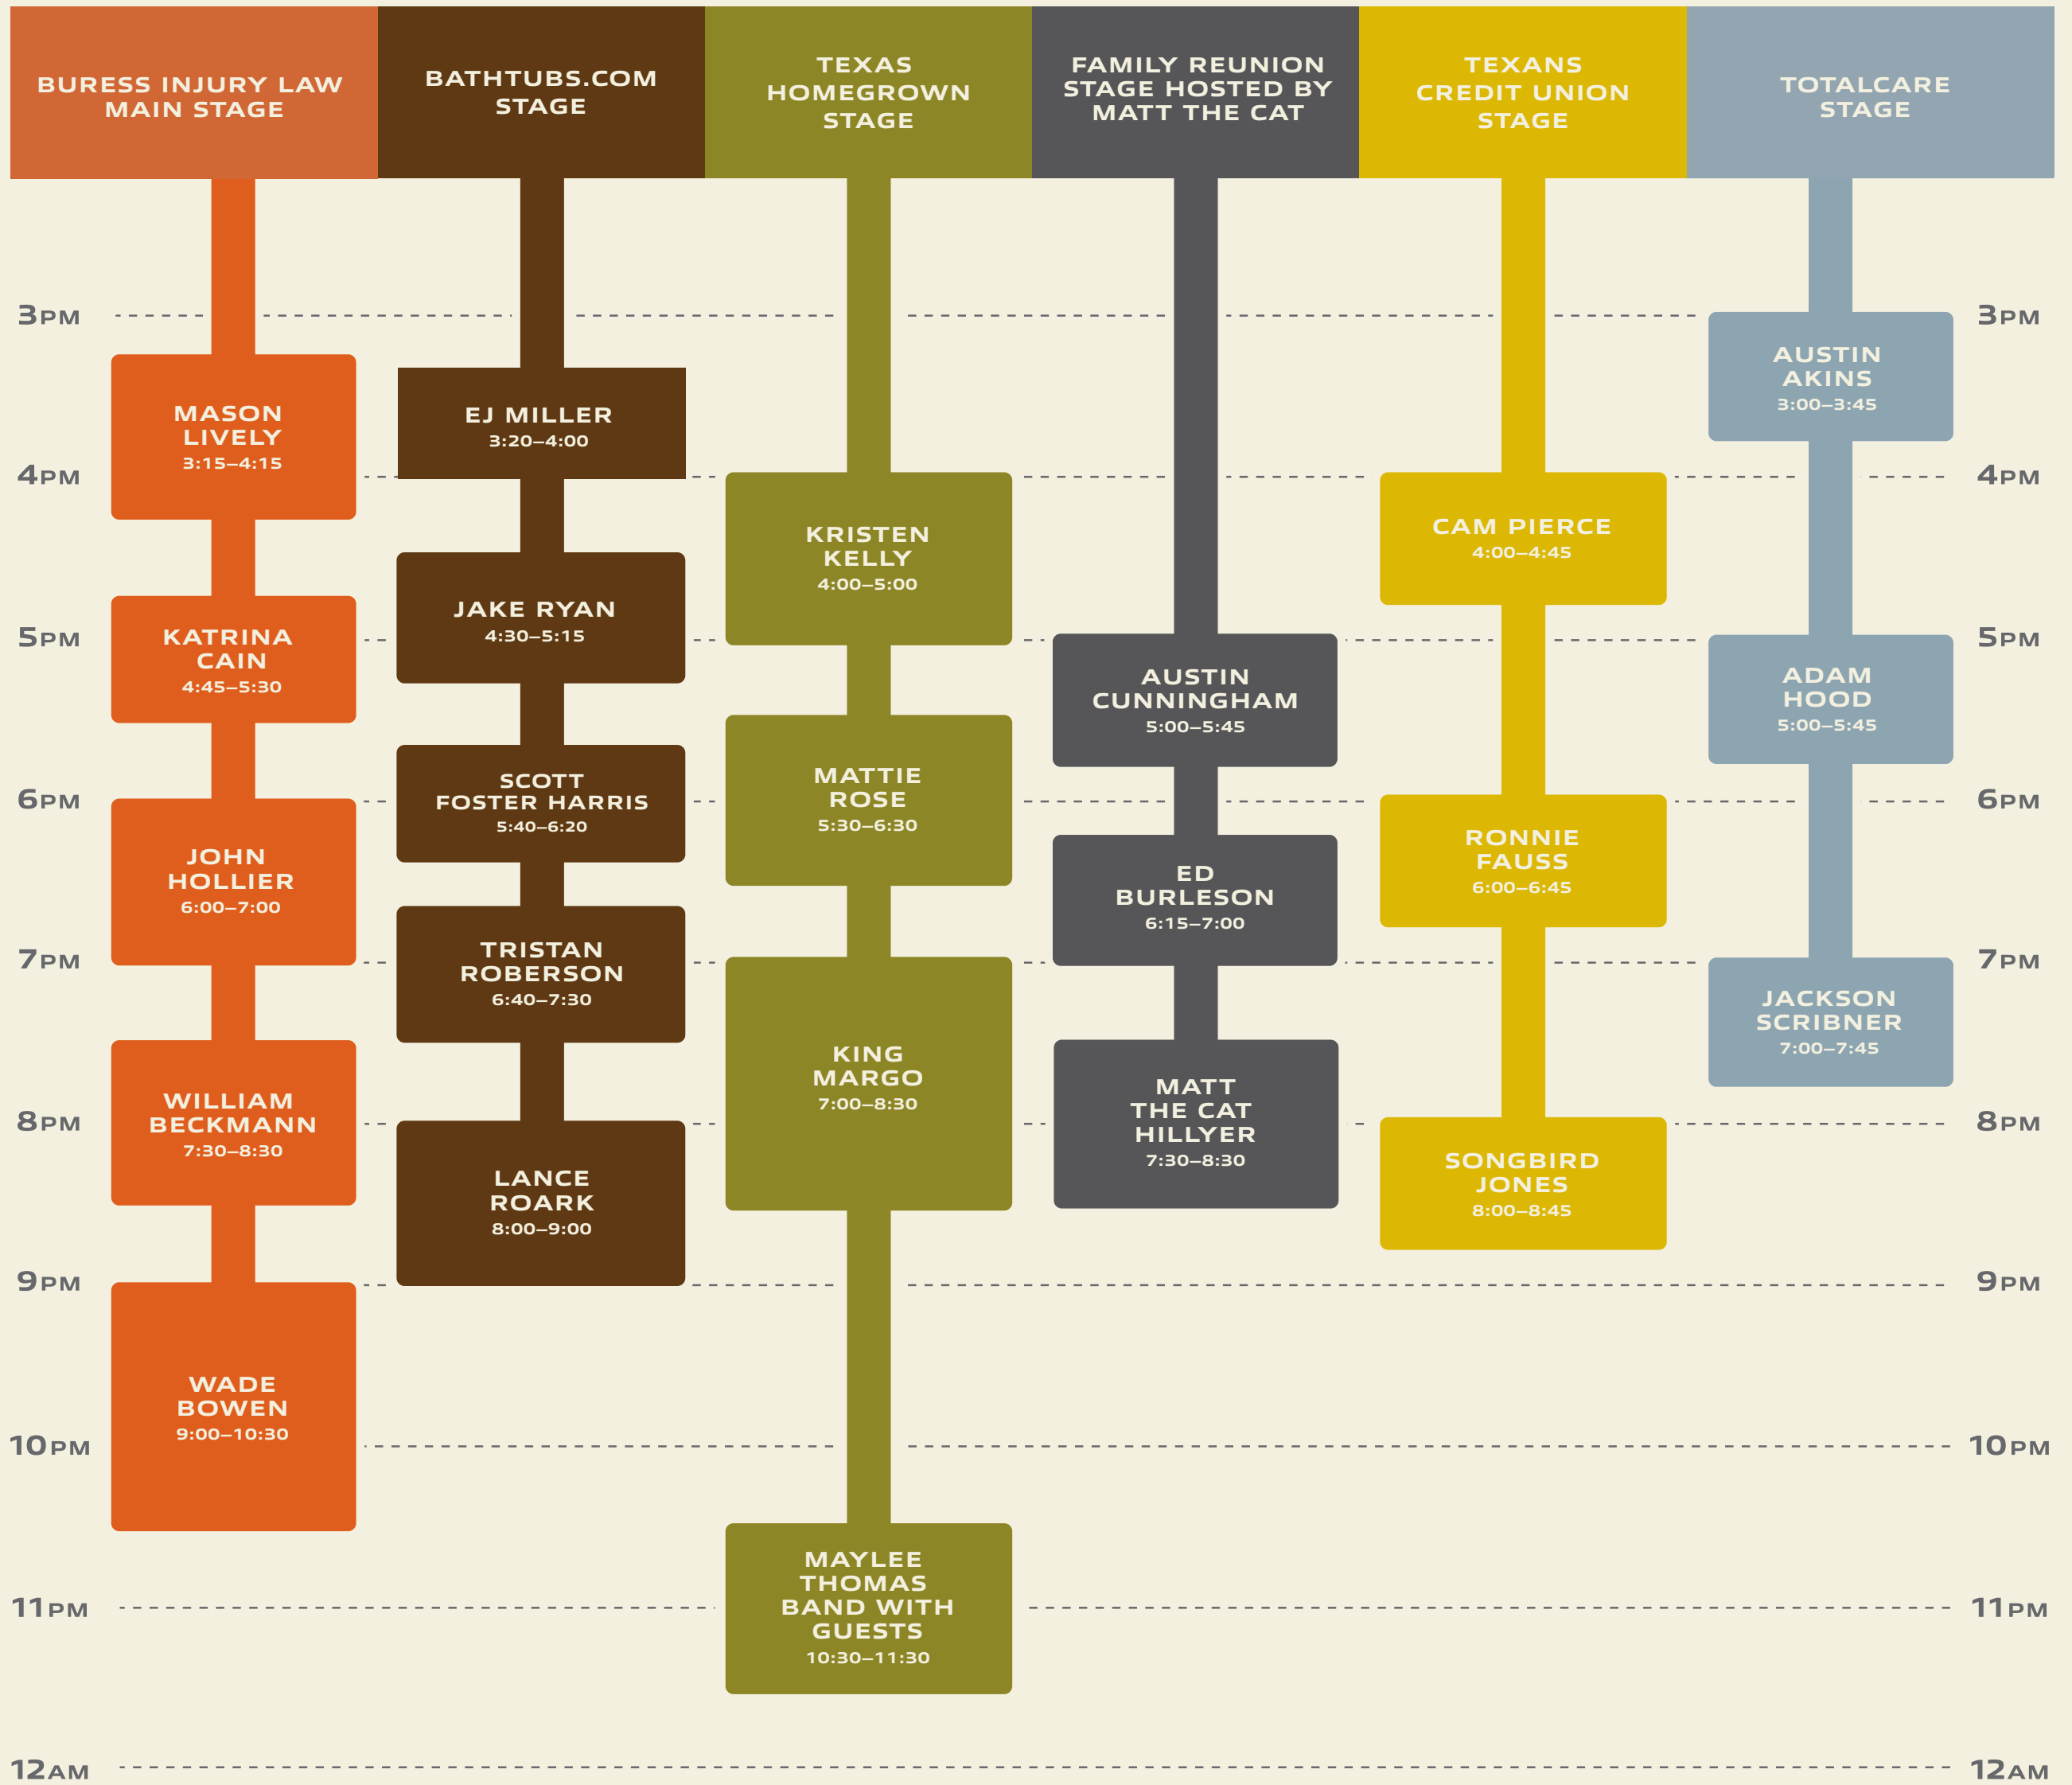 BURESS INJURY LAW
MAIN STAGE
BATHTUBS.COM
STAGE
TEXAS
HOMEGROWN
STAGE
FAMILY REUNION
STAGE HOSTED BY
MATT THE CAT
TEXANS
CREDIT UNION
STAGE
TOTALCARE
STAGE
3PM
4PM
5PM
6PM
7PM
8PM
9PM
10PM
11PM
12AM
MASON
LIVELY
3:15–4:15
KATRINA
CAIN
4:45–5:30
JOHN
HOLLIER
6:00–7:00
WILLIAM
BECKMANN
7:30–8:30
WADE
BOWEN
9:00–10:30
EJ MILLER
3:20–4:00
JAKE RYAN
4:30–5:15
SCOTT
FOSTER HARRIS
5:40–6:20
TRISTAN
ROBERSON
6:40–7:30
LANCE
ROARK
8:00–9:00
KRISTEN
KELLY
4:00–5:00
MATTIE
ROSE
5:30–6:30
KING
MARGO
7:00–8:30
MAYLEE
THOMAS
BAND WITH
GUESTS
10:30–11:30
AUSTIN
CUNNINGHAM
5:00–5:45
ED
BURLESON
6:15–7:00
MATT
THE CAT
HILLYER
7:30–8:30
CAM PIERCE
4:00–4:45
RONNIE
FAUSS
6:00–6:45
SONGBIRD
JONES
8:00–8:45
AUSTIN
AKINS
3:00–3:45
ADAM
HOOD
5:00–5:45
JACKSON
SCRIBNER
7:00–7:45
3PM
4PM
5PM
6PM
7PM
8PM
9PM
10PM
11PM
12AM